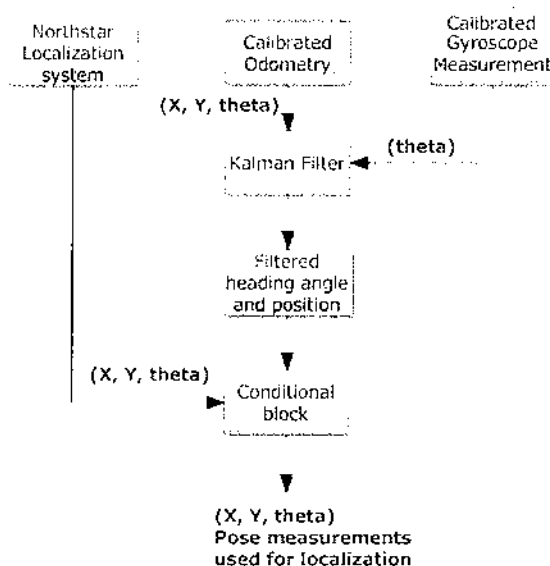 Northstar
Localization
system
Calibrated
Odometry
Calibrated
Gyroscope
Measurement
(X, Y, theta)
(theta)
Kalman Filter
Filtered
heading angle
and position
(X, Y, theta)
Conditional
block
(X, Y, theta)
Pose measurements
used for localization